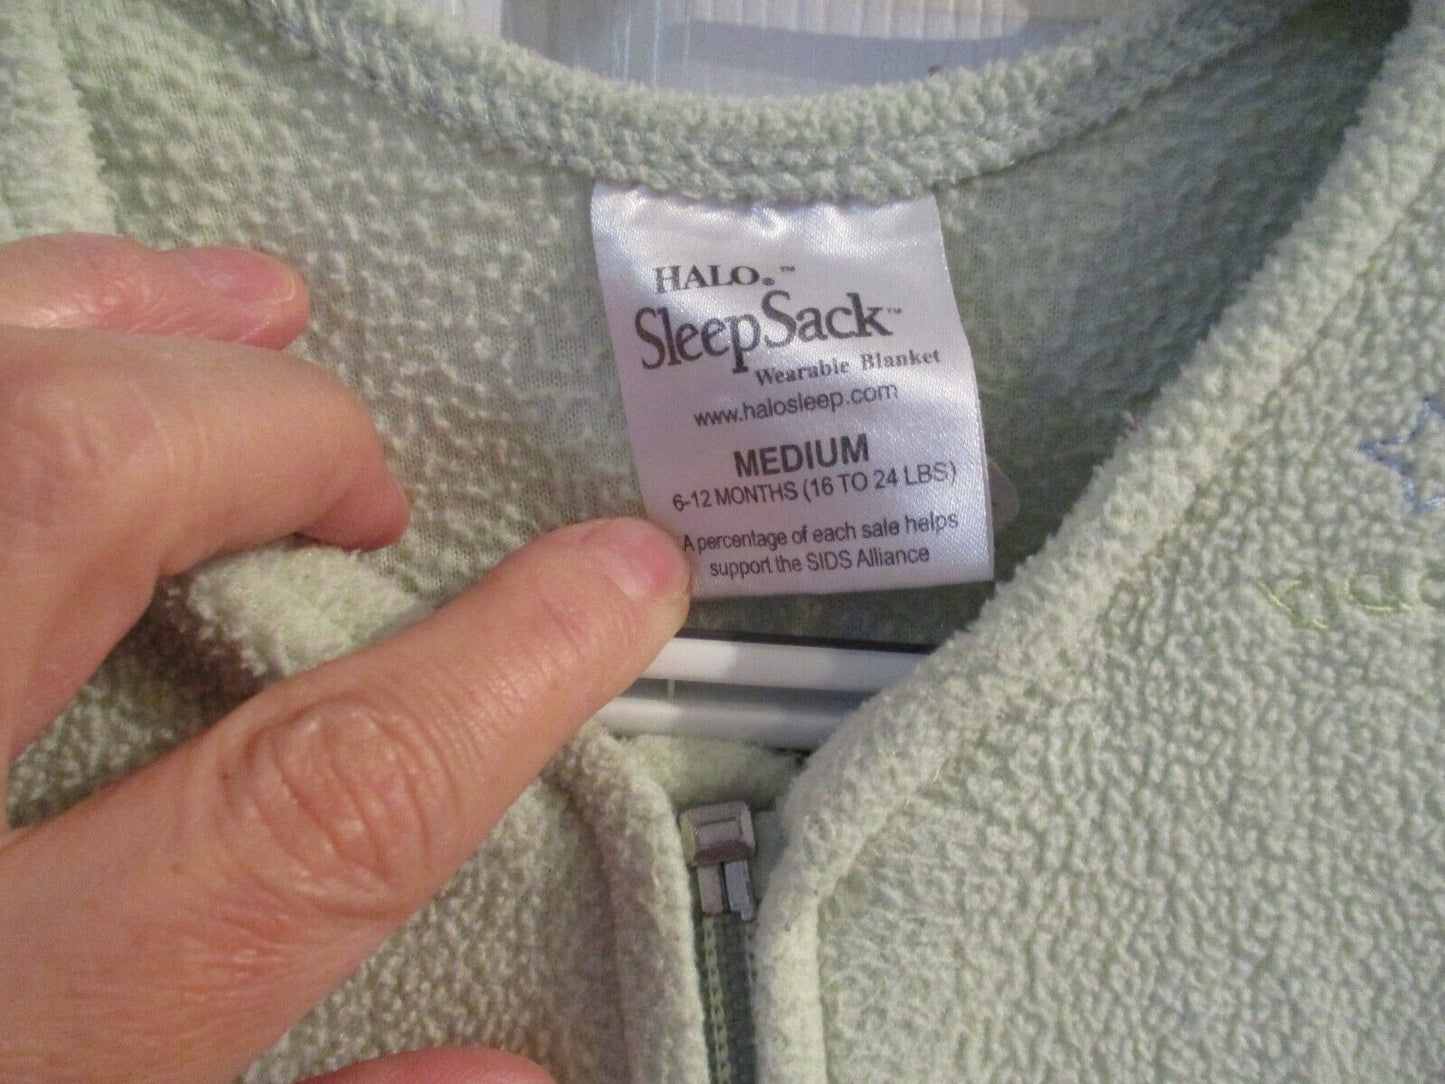 HALO®™
SleepSack™
Wearable Blanket
www.halosleep.com
MEDIUM
6-12 MONTHS (16 TO 24 LBS)
A percentage of each sale helps
support the SIDS Alliance